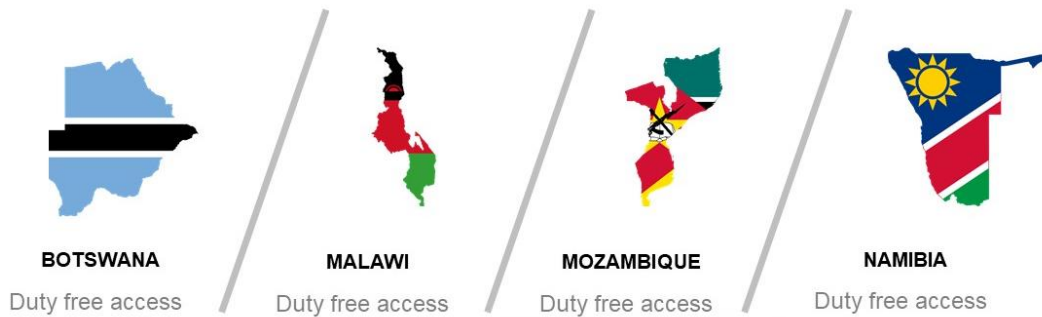 BOTSWANA
Duty free access
MALAWI
Duty free access
MOZAMBIQUE
Duty free access
NAMIBIA
Duty free access